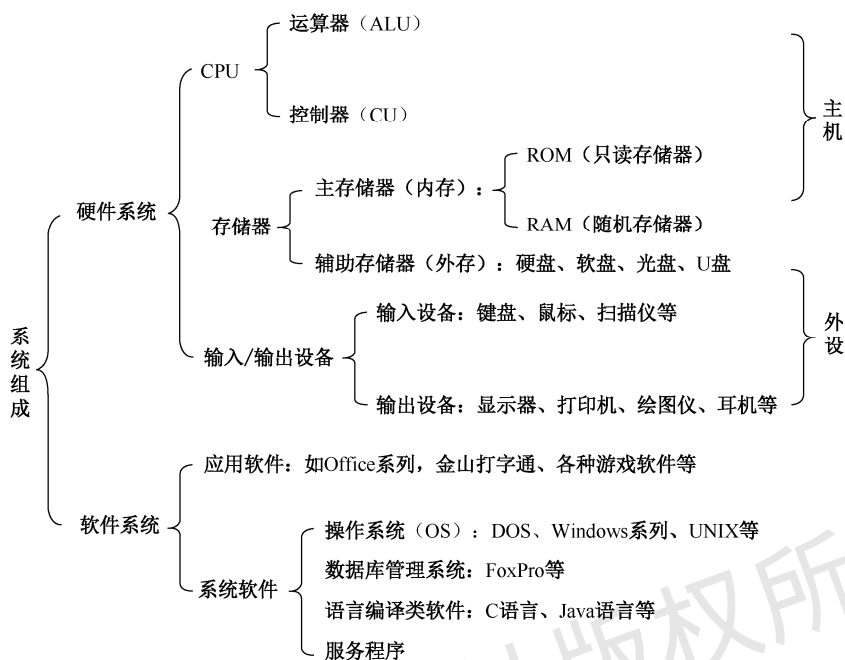 运算器（ALU）
CPU
控制器（CU）
主机
ROM（只读存储器）
主存储器（内存）：
硬件系统
存储器
RAM（随机存储器）
辅助存储器（外存）：硬盘、软盘、光盘、U盘
输入设备：键盘、鼠标、扫描仪等
外设
系统组成
输入/输出设备
输出设备：显示器、打印机、绘图仪、耳机等
应用软件：如Office系列，金山打字通、各种游戏软件等
软件系统
操作系统（OS）：DOS、Windows系列、UNIX等
数据库管理系统：FoxPro等
系统软件
语言编译类软件：C语言、Java语言等
服务程序
版权所